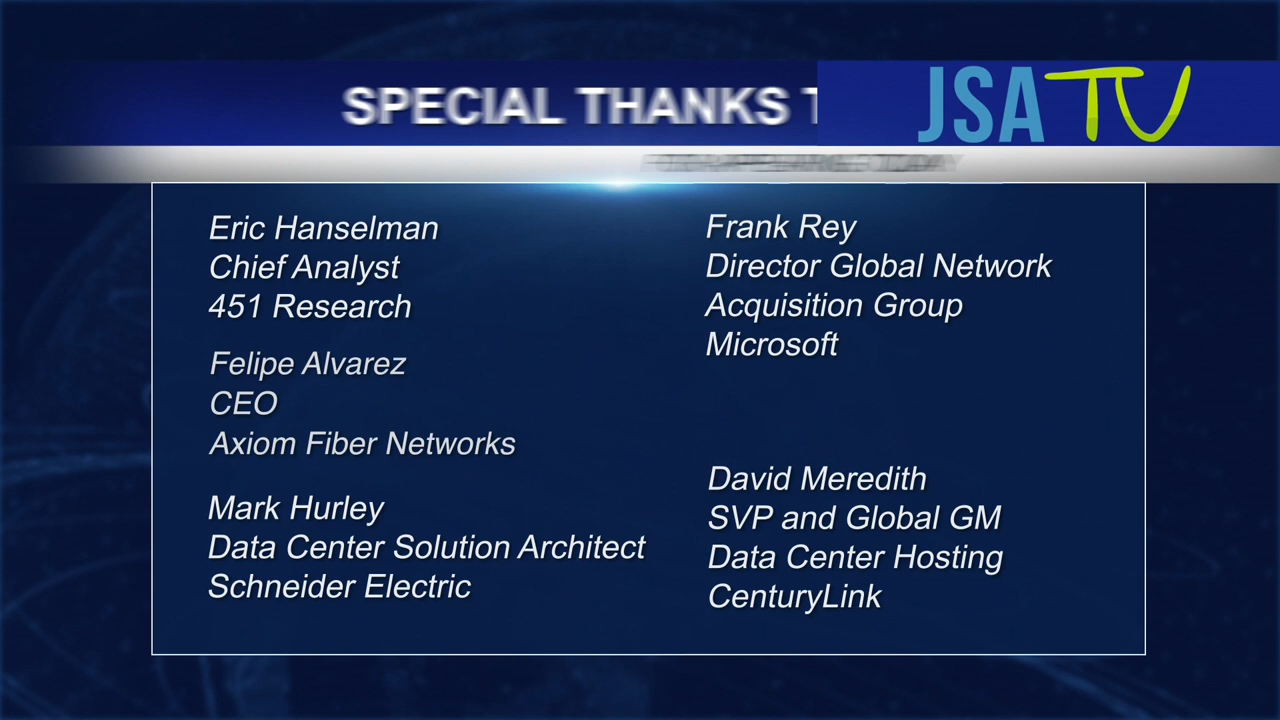 SPECIAL THANKS T
JSA TV
Eric Hanselman
Chief Analyst
451 Research
Felipe Alvarez
CEO
Axiom Fiber Networks
Mark Hurley
Data Center Solution Architect
Schneider Electric
Frank Rey
Director Global Network
Acquisition Group
Microsoft
David Meredith
SVP and Global GM
Data Center Hosting
CenturyLink